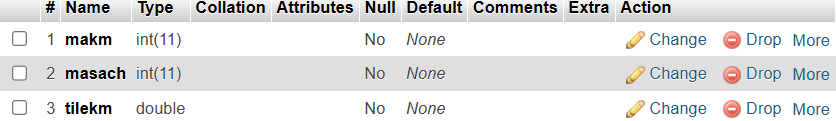 # Name Type Collation Attributes Null Default Comments Extra Action
1 makm int(11) No None Change Drop More
2 masach int(11) No None Change Drop More
3 tilekm double No None Change Drop More